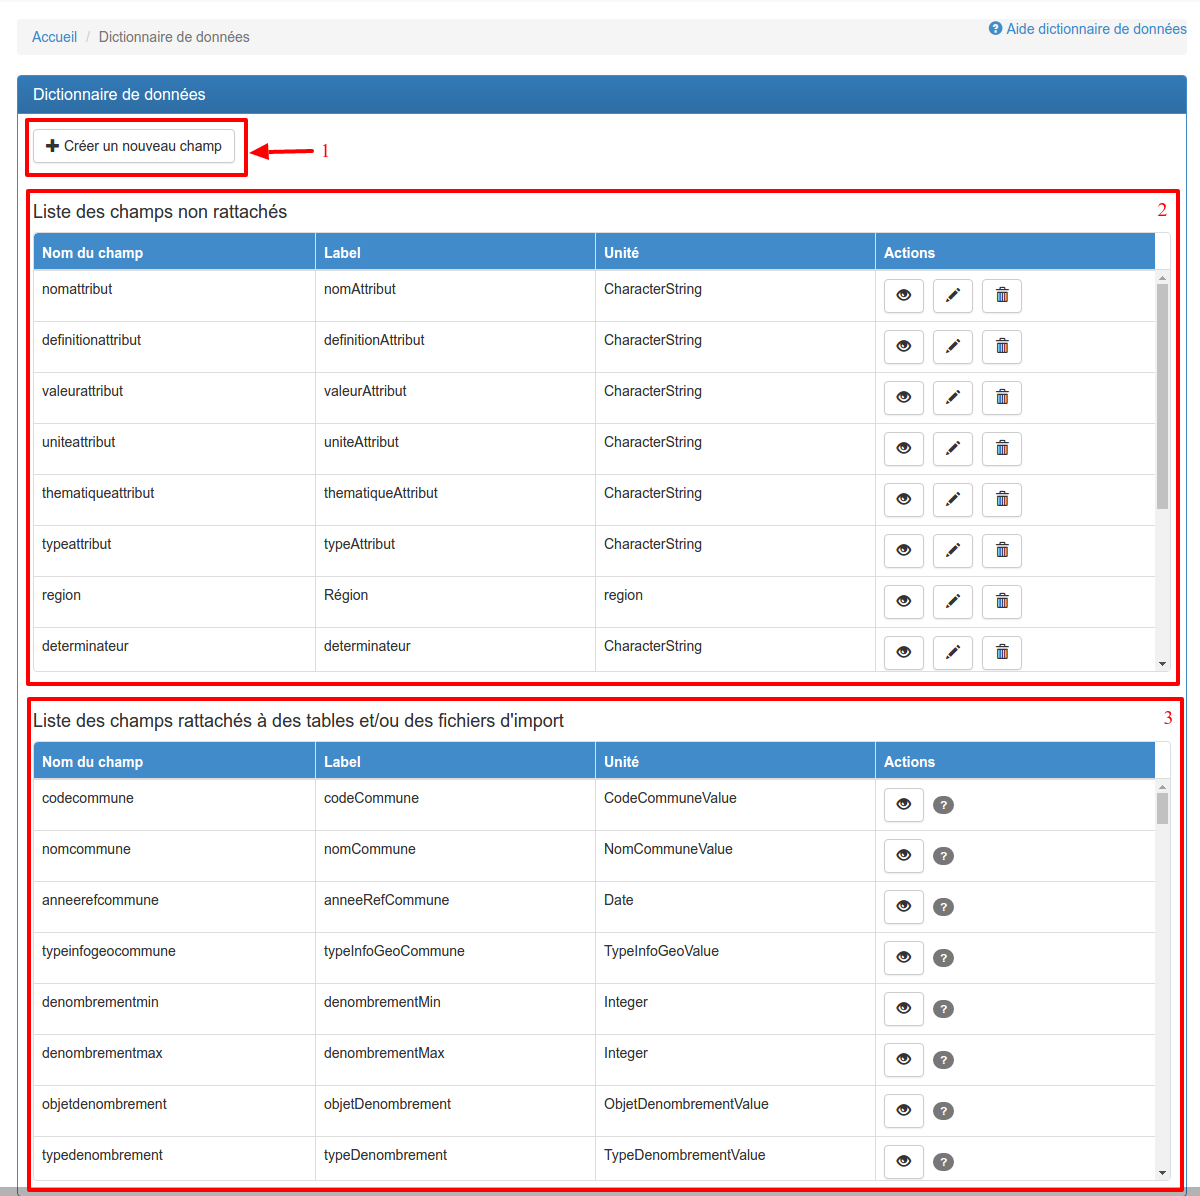 Accueil / Dictionnaire de données
Aide dictionnaire de données
Dictionnaire de données
Créer un nouveau champ
1
Liste des champs non rattachés
2
Nom du champ Label Unité Actions
nomattribut nomAttribut CharacterString
definitionattribut definitionAttribut CharacterString
valeurattribut valeurAttribut CharacterString
uniteattribut uniteAttribut CharacterString
thematiqueattribut thematiqueAttribut CharacterString
typeattribut typeAttribut CharacterString
region Région region
determinateur determinateur CharacterString
Liste des champs rattachés à des tables et/ou des fichiers d'import
3
Nom du champ Label Unité Actions
codecommune codeCommune CodeCommuneValue ?
nomcommune nomCommune NomCommuneValue ?
anneerefcommune anneeRefCommune Date ?
typeinfogeocommune typeInfoGeoCommune TypeInfoGeoValue ?
denombrementmin denombrementMin Integer ?
denombrementmax denombrementMax Integer ?
objetdenombrement objetDenombrement ObjetDenombrementValue ?
typedenombrement typeDenombrement TypeDenombrementValue ?